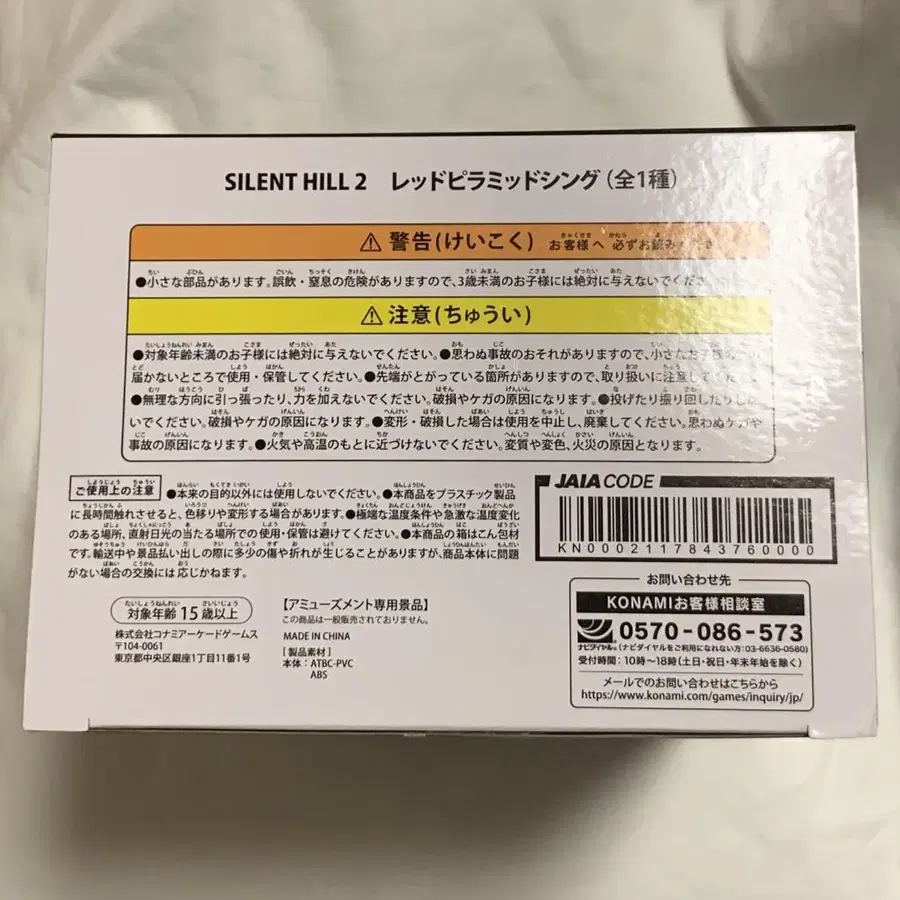 SILENT HILL 2 レッドピラミッドシング (全1種)
⚠警告(けいこく) お客様へ 必ずお読み
●小さな部品があります。誤飲・窒息の危険がありますので、3歳未満のお子様には絶対に与えないでください。
⚠注意(ちゅうい)
●対象年齢未満のお子様には絶対に与えないでください。●思わぬ事故のおそれがありますので、小さなお子様の
届かないところで使用・保管してください。●先端がとがっている箇所がありますので、取り扱いに注意してください。
●無理な方向に引っ張ったり、力を加えないでください。破損やケガの原因になります。●投げたり振り回したりしな
いでください。破損やケガの原因になります。●変形・破損した場合は使用を中止し、廃棄してください。思わぬケガや
事故の原因になります。●火気や高温のもとに近づけないでください。変質や変色、火災の原因となります。
ご使用上の注意 ●本来の目的以外には使用しないでください。●本商品をプラスチック製品
に長時間触れさせると、色移りや変形する場合があります。●極端な温度条件や急激な温度変化
のある場所、直射日光の当たる場所での使用・保管は避けてください。●本商品の箱はこん包材
です。輸送中や景品払い出しの際に多少の傷や折れが生じることがありますが、商品本体に問題
がない場合の交換には応じかねます。
JAIA CODE
KN0002117843760000
対象年齢 15歳以上
株式会社コナミアーケードゲームス
〒104-0061
東京都中央区銀座1丁目11番1号
【アミューズメント専用景品】
この商品は一般販売されておりません。
MADE IN CHINA
[製品素材]
本体:ATBC-PVC
ABS
お問い合わせ先
KONAMIお客様相談室
0570-086-573
ナビダイヤル® (ナビダイヤルをご利用になれない方:03-6636-0580)
受付時間:10時〜18時(土日・祝日・年末年始を除く)
メールでのお問い合わせはこちらから
https://www.konami.com/games/inquiry/jp/